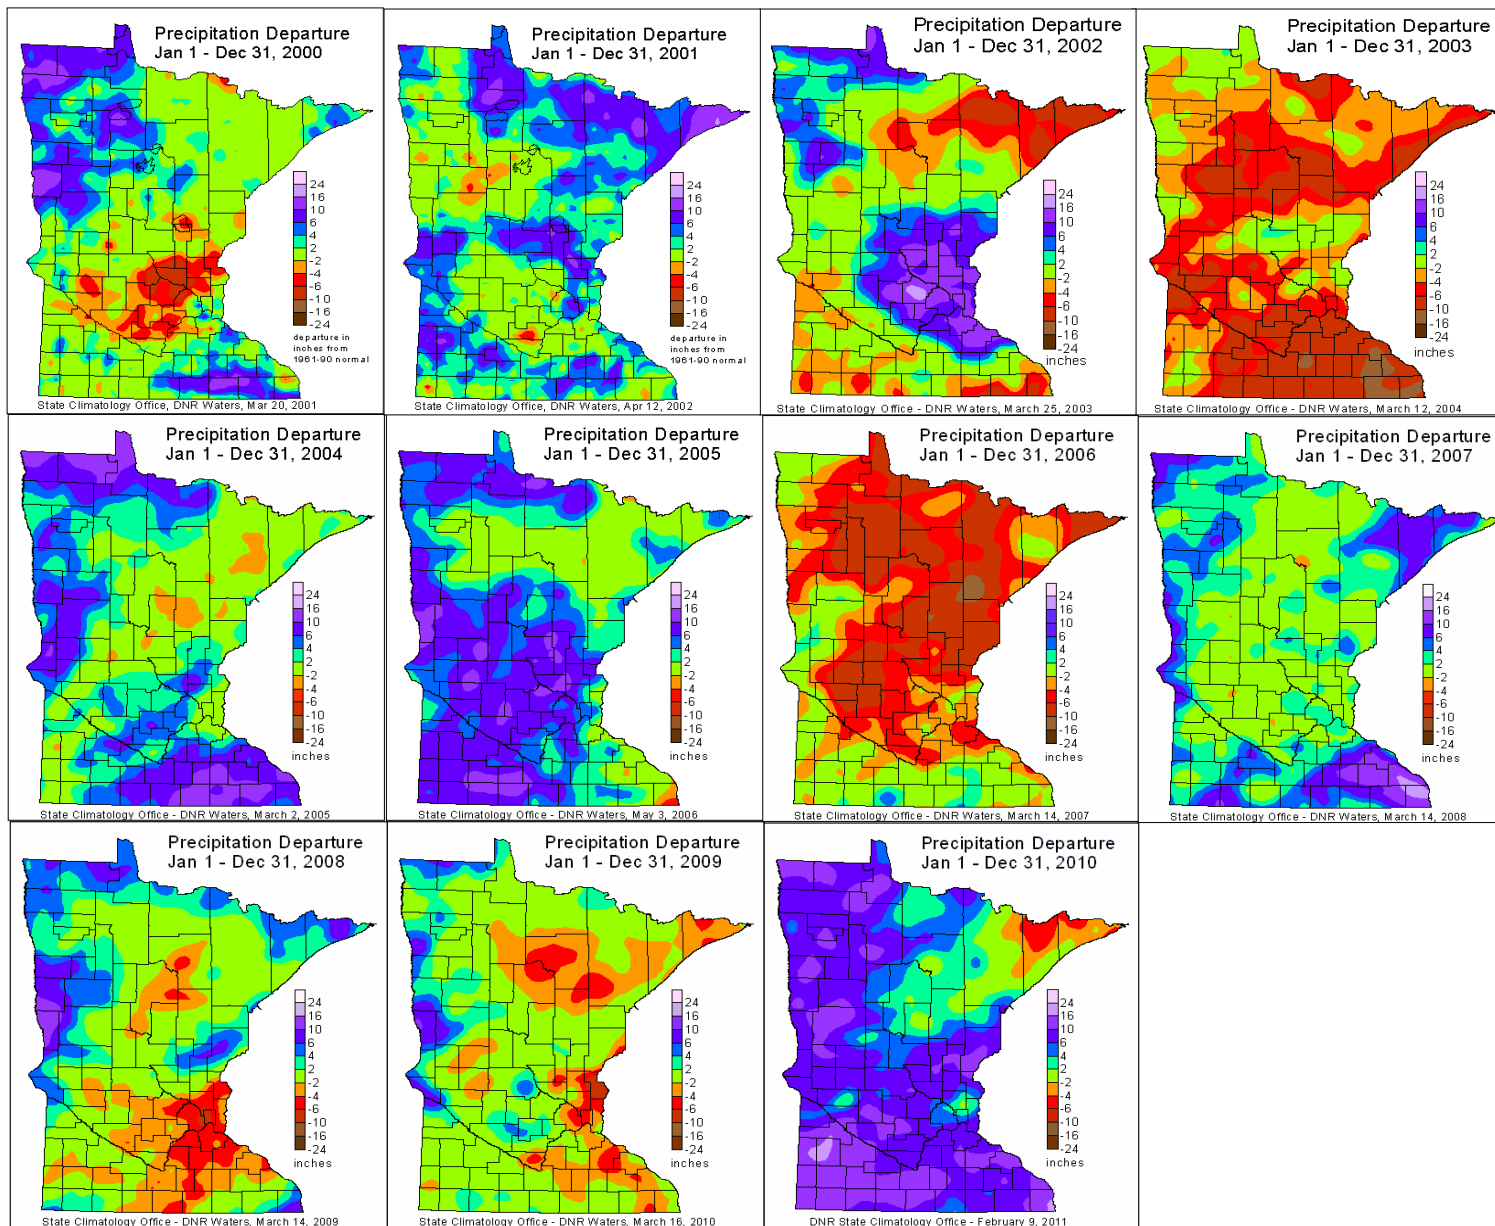 Precipitation Departure
Jan 1 - Dec 31, 2000
24
16
10
6
4
2
-2
-4
-6
-10
-16
-24
departure in
inches from
1961-90 normal
State Climatology Office, DNR Waters, Mar 20, 2001
Precipitation Departure
Jan 1 - Dec 31, 2001
24
16
10
6
4
2
-2
-4
-6
-10
-16
-24
departure in
inches from
1961-90 normal
State Climatology Office, DNR Waters, Apr 12, 2002
Precipitation Departure
Jan 1 - Dec 31, 2002
24
16
10
6
4
2
-2
-4
-6
-10
-16
-24
inches
State Climatology Office - DNR Waters, March 25, 2003
Precipitation Departure
Jan 1 - Dec 31, 2003
24
16
10
6
4
2
-2
-4
-6
-10
-16
-24
inches
State Climatology Office - DNR Waters, March 12, 2004
Precipitation Departure
Jan 1 - Dec 31, 2004
24
16
10
6
4
2
-2
-4
-6
-10
-16
-24
inches
State Climatology Office - DNR Waters, March 2, 2005
Precipitation Departure
Jan 1 - Dec 31, 2005
24
16
10
6
4
2
-2
-4
-6
-10
-16
-24
inches
State Climatology Office - DNR Waters, May 3, 2006
Precipitation Departure
Jan 1 - Dec 31, 2006
24
16
10
6
4
2
-2
-4
-6
-10
-16
-24
inches
State Climatology Office - DNR Waters, March 14, 2007
Precipitation Departure
Jan 1 - Dec 31, 2007
24
16
10
6
4
2
-2
-4
-6
-10
-16
-24
inches
State Climatology Office - DNR Waters, March 14, 2008
Precipitation Departure
Jan 1 - Dec 31, 2008
24
16
10
6
4
2
-2
-4
-6
-10
-16
-24
inches
State Climatology Office - DNR Waters, March 14, 2009
Precipitation Departure
Jan 1 - Dec 31, 2009
24
16
10
6
4
2
-2
-4
-6
-10
-16
-24
inches
State Climatology Office - DNR Waters, March 16, 2010
Precipitation Departure
Jan 1 - Dec 31, 2010
24
16
10
6
4
2
-2
-4
-6
-10
-16
-24
inches
DNR State Climatology Office - February 9, 2011